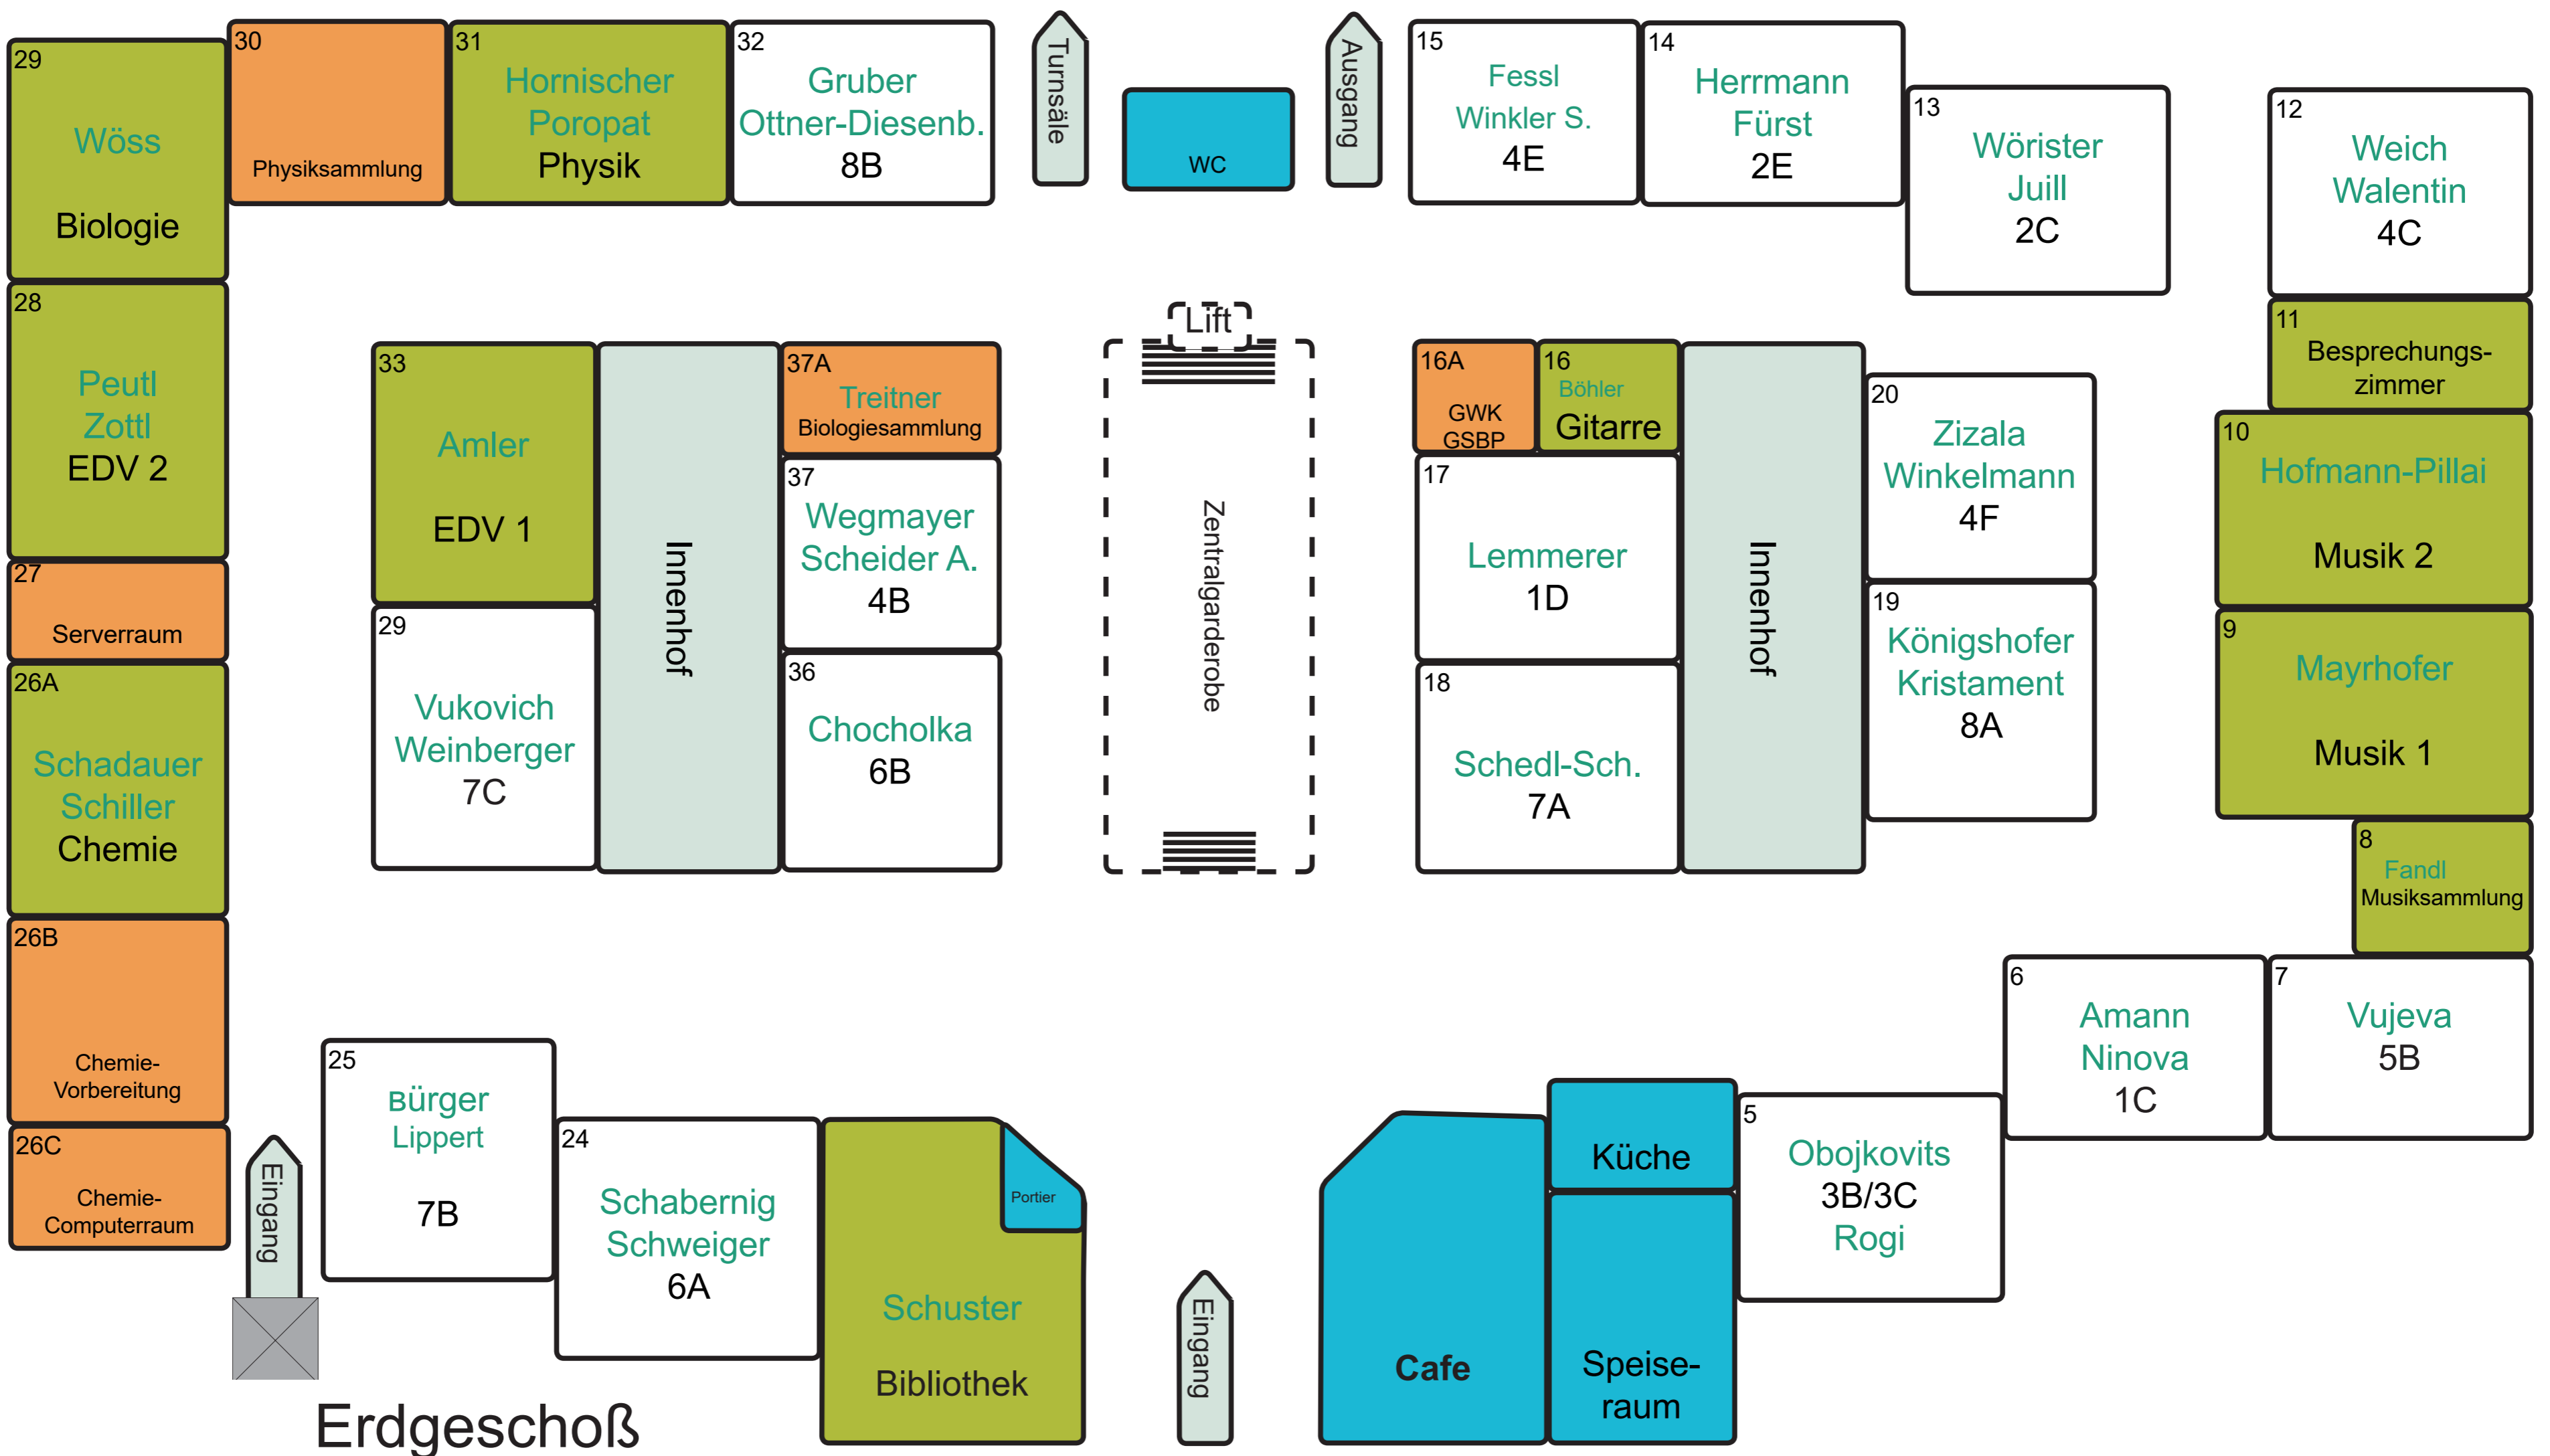 29
Wöss
Biologie
30
Physiksammlung
31
Hornischer
Poropat
Physik
32
Gruber
Ottner-Diesenb.
8B
Turnsäle
WC
Ausgang
15
Fessl
Winkler S.
4E
14
Herrmann
Fürst
2E
13
Wörister
Juill
2C
12
Weich
Walentin
4C
28
Peutl
Zottl
EDV 2
33
Amler
EDV 1
Innenhof
37A
Treitner
Biologiesammlung
37
Wegmayer
Scheider A.
4B
Lift
Zentralgarderobe
16A
GWK
GSBP
16
Böhler
Gitarre
17
Lemmerer
1D
Innenhof
20
Zizala
Winkelmann
4F
11
Besprechungs-
zimmer
10
Hofmann-Pillai
Musik 2
27
Serverraum
26A
Schadauer
Schiller
Chemie
29
Vukovich
Weinberger
7C
36
Chocholka
6B
18
Schedl-Sch.
7A
19
Königshofer
Kristament
8A
9
Mayrhofer
Musik 1
8
Fandl
Musiksammlung
26B
Chemie-
Vorbereitung
26C
Chemie-
Computerraum
Eingang
25
Bürger
Lippert
7B
24
Schabernig
Schweiger
6A
Portier
Schuster
Bibliothek
Eingang
Cafe
Küche
Speise-
raum
5
Obojkovits
3B/3C
Rogi
6
Amann
Ninova
1C
7
Vujeva
5B
Erdgeschoß